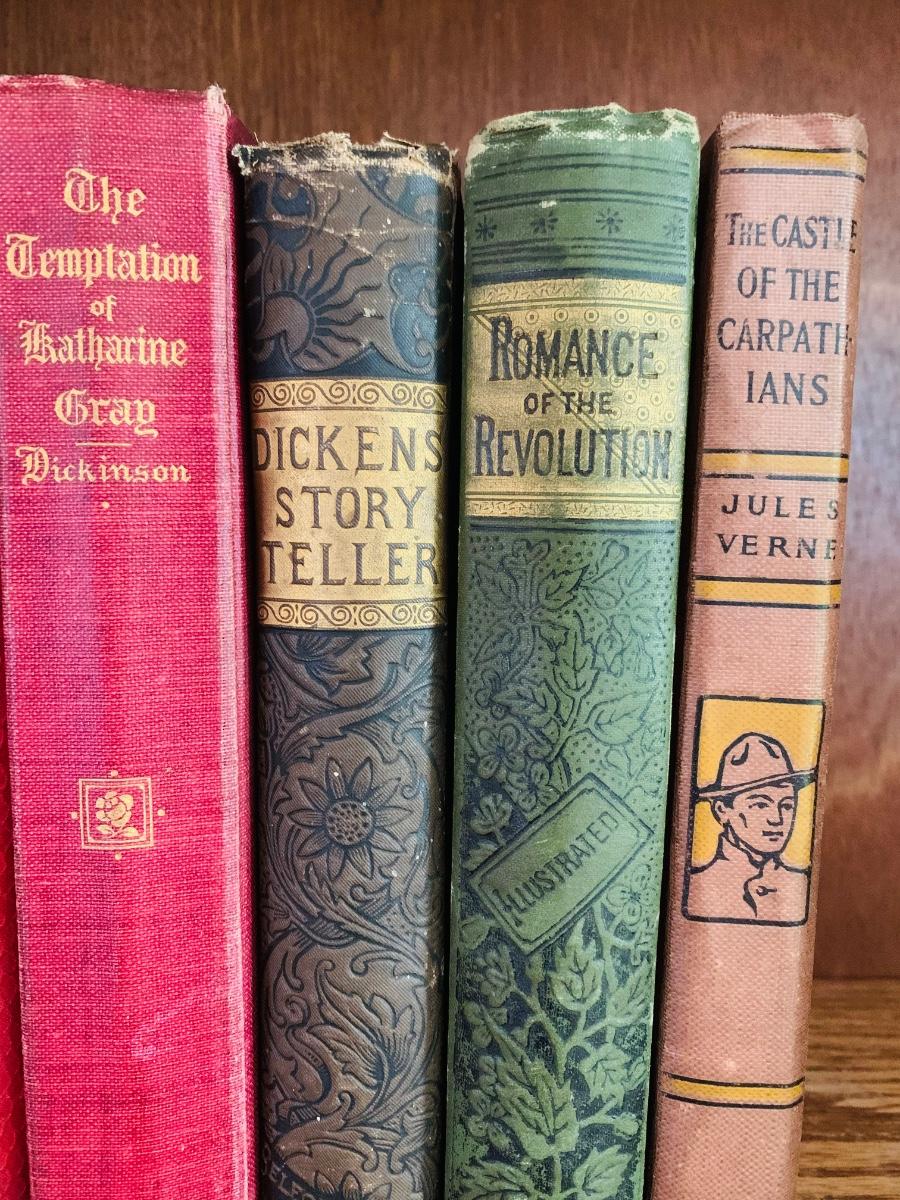 The
Temptation
of
Katharine
Gray
Dickinson
DICKENS
STORY
TELLER
ROMANCE
OF THE
REVOLUTION
ILLUSTRATED
THE CASTLE
OF THE
CARPATH-
IANS
JULES
VERNE